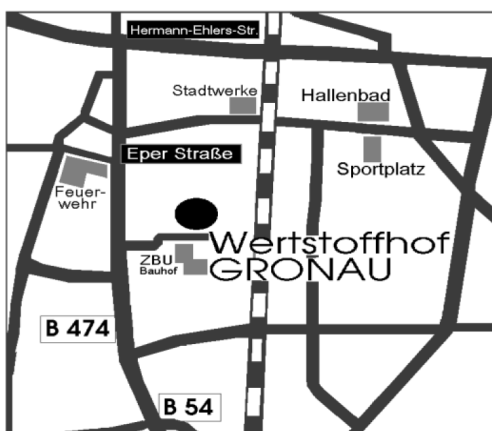 Hermann-Ehlers-Str.
Stadtwerke
Hallenbad
Eper Straße
Sportplatz
Feuer-
wehr
Wertstoffhof
GRONAU
ZBU
Bauhof
B 474
B 54